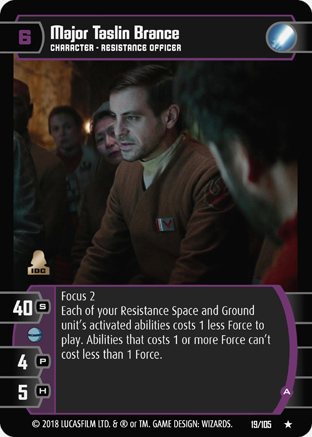 6
Major Taslin Brance
CHARACTER • RESISTANCE OFFICER
IDC
40 S
4 P
5 H
Focus 2
Each of your Resistance Space and Ground
unit's activated abilities costs 1 less Force to
play. Abilities that costs 1 or more Force can't
cost less than 1 Force.
A
© 2018 LUCASFILM LTD. & ® or TM. GAME DESIGN: WIZARDS. 19/105 ★